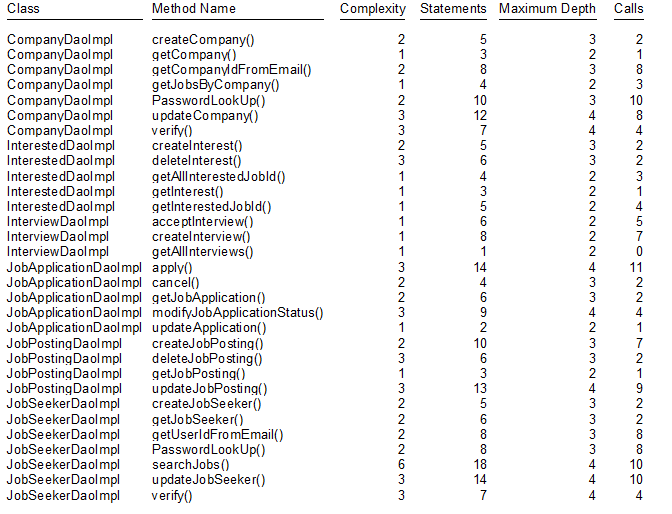 Class Method Name Complexity Statements Maximum Depth Calls
CompanyDaoImpl createCompany() 2 5 3 2
CompanyDaoImpl getCompany() 1 3 2 1
CompanyDaoImpl getCompanyIdFromEmail() 2 8 3 8
CompanyDaoImpl getJobsByCompany() 1 4 2 3
CompanyDaoImpl PasswordLookUp() 2 10 3 10
CompanyDaoImpl updateCompany() 3 12 4 8
CompanyDaoImpl verify() 3 7 4 4
InterestedDaoImpl createInterest() 2 5 3 2
InterestedDaoImpl deleteInterest() 3 6 3 2
InterestedDaoImpl getAllInterestedJobId() 1 4 2 3
InterestedDaoImpl getInterest() 1 3 2 1
InterestedDaoImpl getInterestedJobId() 1 5 2 4
InterviewDaoImpl acceptInterview() 1 6 2 5
InterviewDaoImpl createInterview() 1 8 2 7
InterviewDaoImpl getAllInterviews() 1 1 2 0
JobApplicationDaoImpl apply() 3 14 4 11
JobApplicationDaoImpl cancel() 2 4 3 2
JobApplicationDaoImpl getJobApplication() 2 6 3 2
JobApplicationDaoImpl modifyJobApplicationStatus() 3 9 4 4
JobApplicationDaoImpl updateApplication() 1 2 2 1
JobPostingDaoImpl createJobPosting() 2 10 3 7
JobPostingDaoImpl deleteJobPosting() 3 6 3 2
JobPostingDaoImpl getJobPosting() 1 3 2 1
JobPostingDaoImpl updateJobPosting() 3 13 4 9
JobSeekerDaoImpl createJobSeeker() 2 5 3 2
JobSeekerDaoImpl getJobSeeker() 2 6 3 2
JobSeekerDaoImpl getUserIdFromEmail() 2 8 3 8
JobSeekerDaoImpl PasswordLookUp() 2 8 3 8
JobSeekerDaoImpl searchJobs() 6 18 4 10
JobSeekerDaoImpl updateJobSeeker() 3 14 4 10
JobSeekerDaoImpl verify() 3 7 4 4